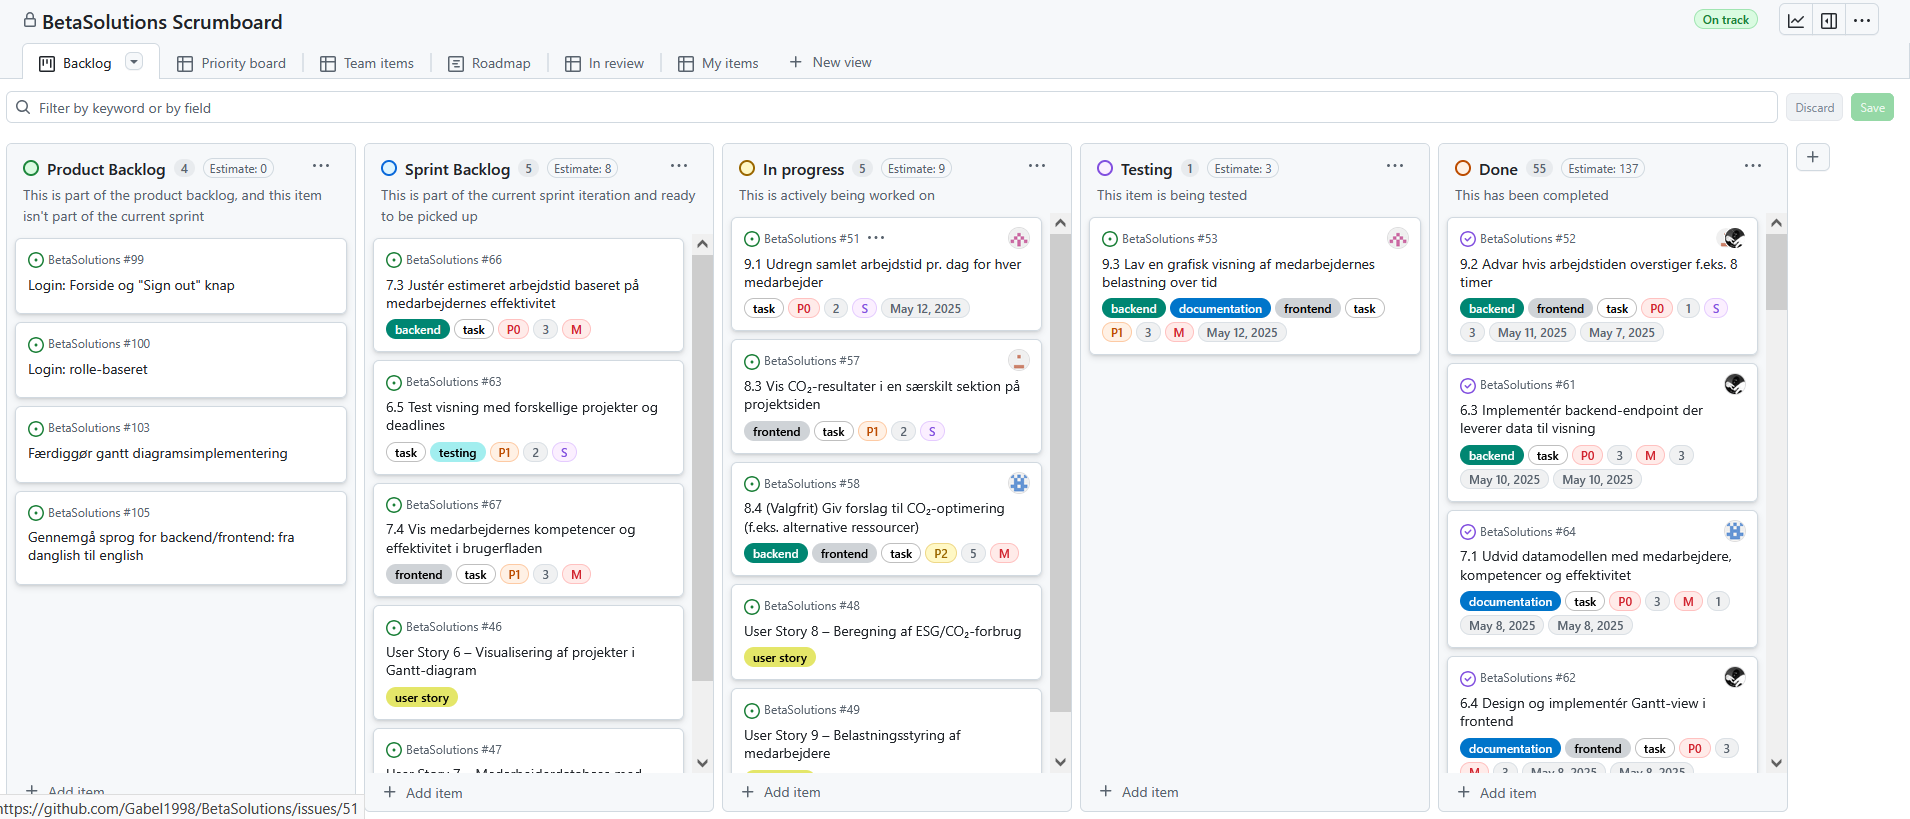 BetaSolutions Scrumboard
On track
Backlog
Priority board
Team items
Roadmap
In review
My items
New view
Filter by keyword or by field
Discard
Save
Product Backlog 4 Estimate: 0
This is part of the product backlog, and this item
isn't part of the current sprint
BetaSolutions #99
Login: Forside og "Sign out" knap
BetaSolutions #100
Login: rolle-baseret
BetaSolutions #103
Færdiggør gantt diagramsimplementering
BetaSolutions #105
Gennemgå sprog for backend/frontend: fra
danglish til english
Add item
Sprint Backlog 5 Estimate: 8
This is part of the current sprint iteration and ready
to be picked up
BetaSolutions #66
7.3 Justér estimeret arbejdstid baseret på
medarbejdernes effektivitet
backend task P0 3 M
BetaSolutions #63
6.5 Test visning med forskellige projekter og
deadlines
task testing P1 2 S
BetaSolutions #67
7.4 Vis medarbejdernes kompetencer og
effektivitet i brugerfladen
frontend task P1 3 M
BetaSolutions #46
User Story 6 – Visualisering af projekter i
Gantt-diagram
user story
BetaSolutions #47
User Story 7 – Medarbejderdatabase med
Add item
In progress 5 Estimate: 9
This is actively being worked on
BetaSolutions #51
9.1 Udregn samlet arbejdstid pr. dag for hver
medarbejder
task P0 2 S May 12, 2025
BetaSolutions #57
8.3 Vis CO₂-resultater i en særskilt sektion på
projektsiden
frontend task P1 2 S
BetaSolutions #58
8.4 (Valgfrit) Giv forslag til CO₂-optimering
(f.eks. alternative ressourcer)
backend frontend task P2 5 M
BetaSolutions #48
User Story 8 – Beregning af ESG/CO₂-forbrug
user story
BetaSolutions #49
User Story 9 – Belastningsstyring af
medarbejdere
Add item
Testing 1 Estimate: 3
This item is being tested
BetaSolutions #53
9.3 Lav en grafisk visning af medarbejdernes
belastning over tid
backend documentation frontend task
P1 3 M May 12, 2025
Add item
Done 55 Estimate: 137
This has been completed
BetaSolutions #52
9.2 Advar hvis arbejdstiden overstiger f.eks. 8
timer
backend frontend task P0 1 S
3 May 11, 2025 May 7, 2025
BetaSolutions #61
6.3 Implementér backend-endpoint der
leverer data til visning
backend task P0 3 M 3
May 10, 2025 May 10, 2025
BetaSolutions #64
7.1 Udvid datamodellen med medarbejdere,
kompetencer og effektivitet
documentation task P0 3 M 1
May 8, 2025 May 8, 2025
BetaSolutions #62
6.4 Design og implementér Gantt-view i
frontend
documentation frontend task P0 3
M 3 May 8, 2025 May 8, 2025
Add item
https://github.com/Gabel1998/BetaSolutions/issues/51